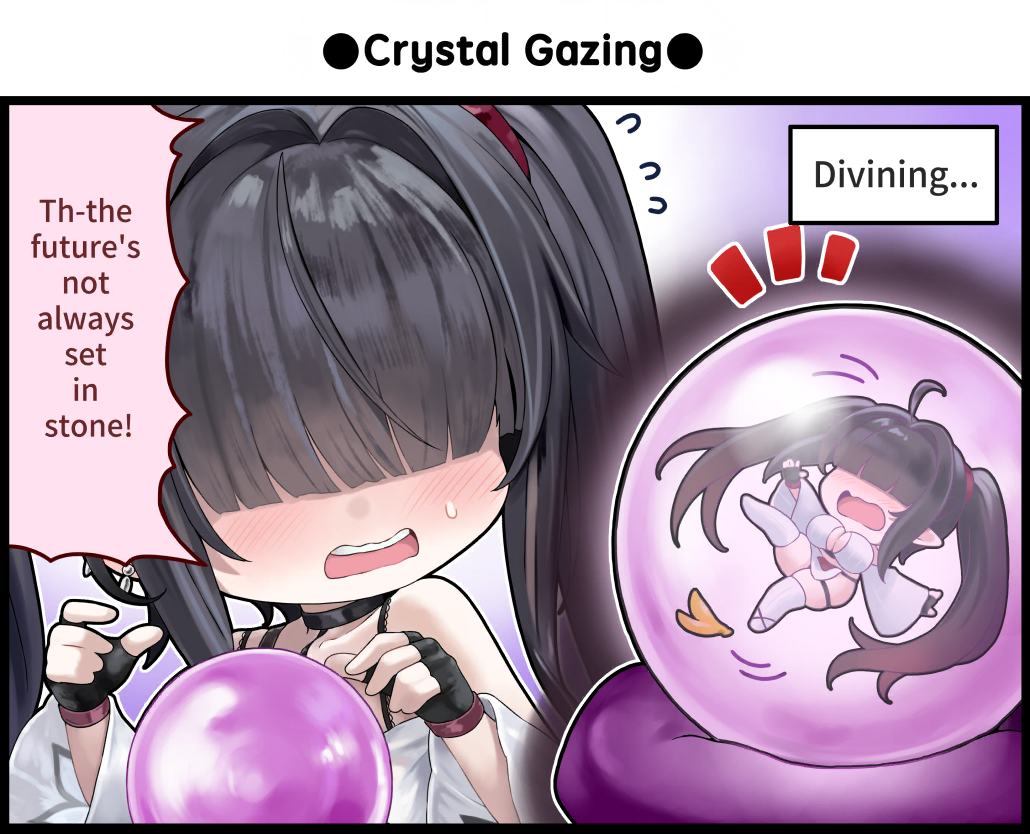 ●Crystal Gazing●
Th-the
future's
not
always
set
in
stone!
Divining...